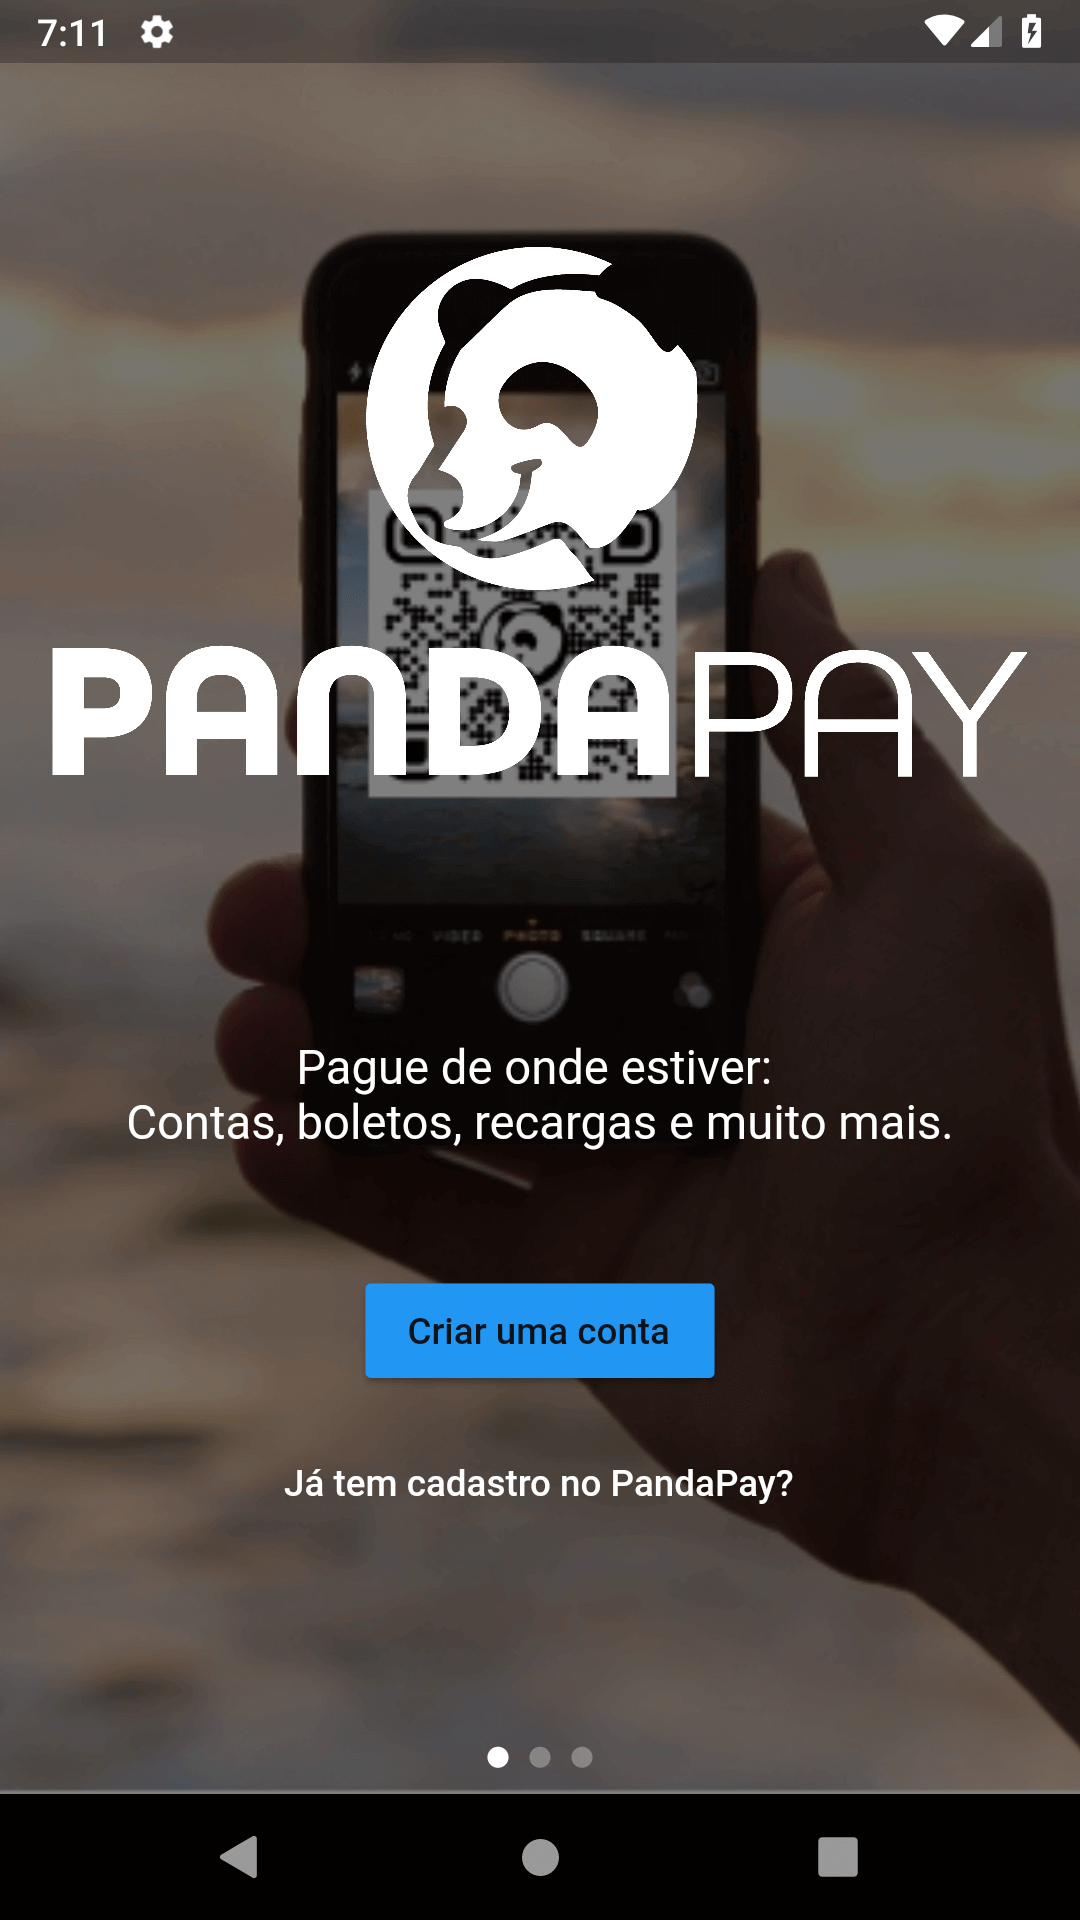 7:11
PANDAPAY
VIDEO PHOTO SQUARE
Pague de onde estiver:
Contas, boletos, recargas e muito mais.
Criar uma conta
Já tem cadastro no PandaPay?